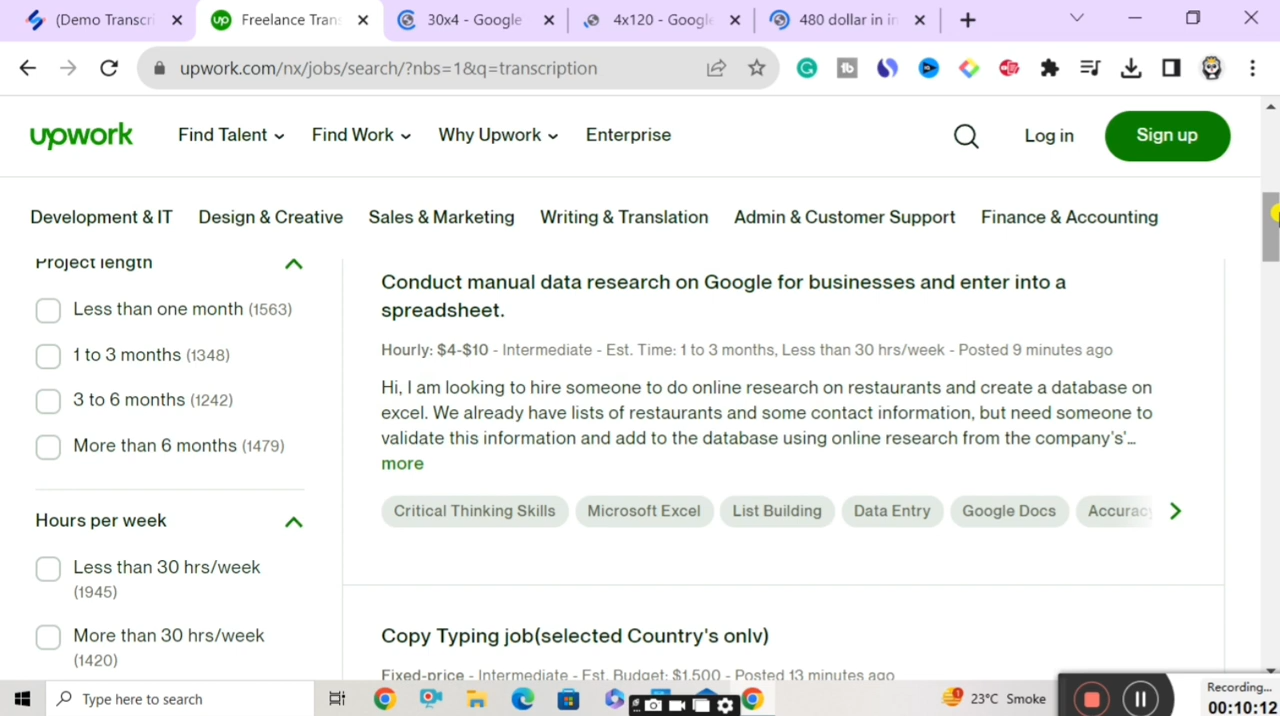 (Demo Transcri
Freelance Tran
30x4 - Google
4x120 - Google
480 dollar in in
upwork.com/nx/jobs/search/?nbs=1&q=transcription
upwork
Find Talent
Find Work
Why Upwork
Enterprise
Log in
Sign up
Development & IT
Design & Creative
Sales & Marketing
Writing & Translation
Admin & Customer Support
Finance & Accounting
Project length
Less than one month (1563)
1 to 3 months (1348)
3 to 6 months (1242)
More than 6 months (1479)
Hours per week
Less than 30 hrs/week
(1945)
More than 30 hrs/week
(1420)
Conduct manual data research on Google for businesses and enter into a
spreadsheet.
Hourly: $4-$10 - Intermediate - Est. Time: 1 to 3 months, Less than 30 hrs/week - Posted 9 minutes ago
Hi, I am looking to hire someone to do online research on restaurants and create a database on
excel. We already have lists of restaurants and some contact information, but need someone to
validate this information and add to the database using online research from the company's'...
more
Critical Thinking Skills
Microsoft Excel
List Building
Data Entry
Google Docs
Accuracy
Copy Typing job(selected Country's only)
Fixed-price - Intermediate - Est. Budget: $1,500 - Posted 13 minutes ago
Type here to search
23°C Smoke
Recording...
00:10:12